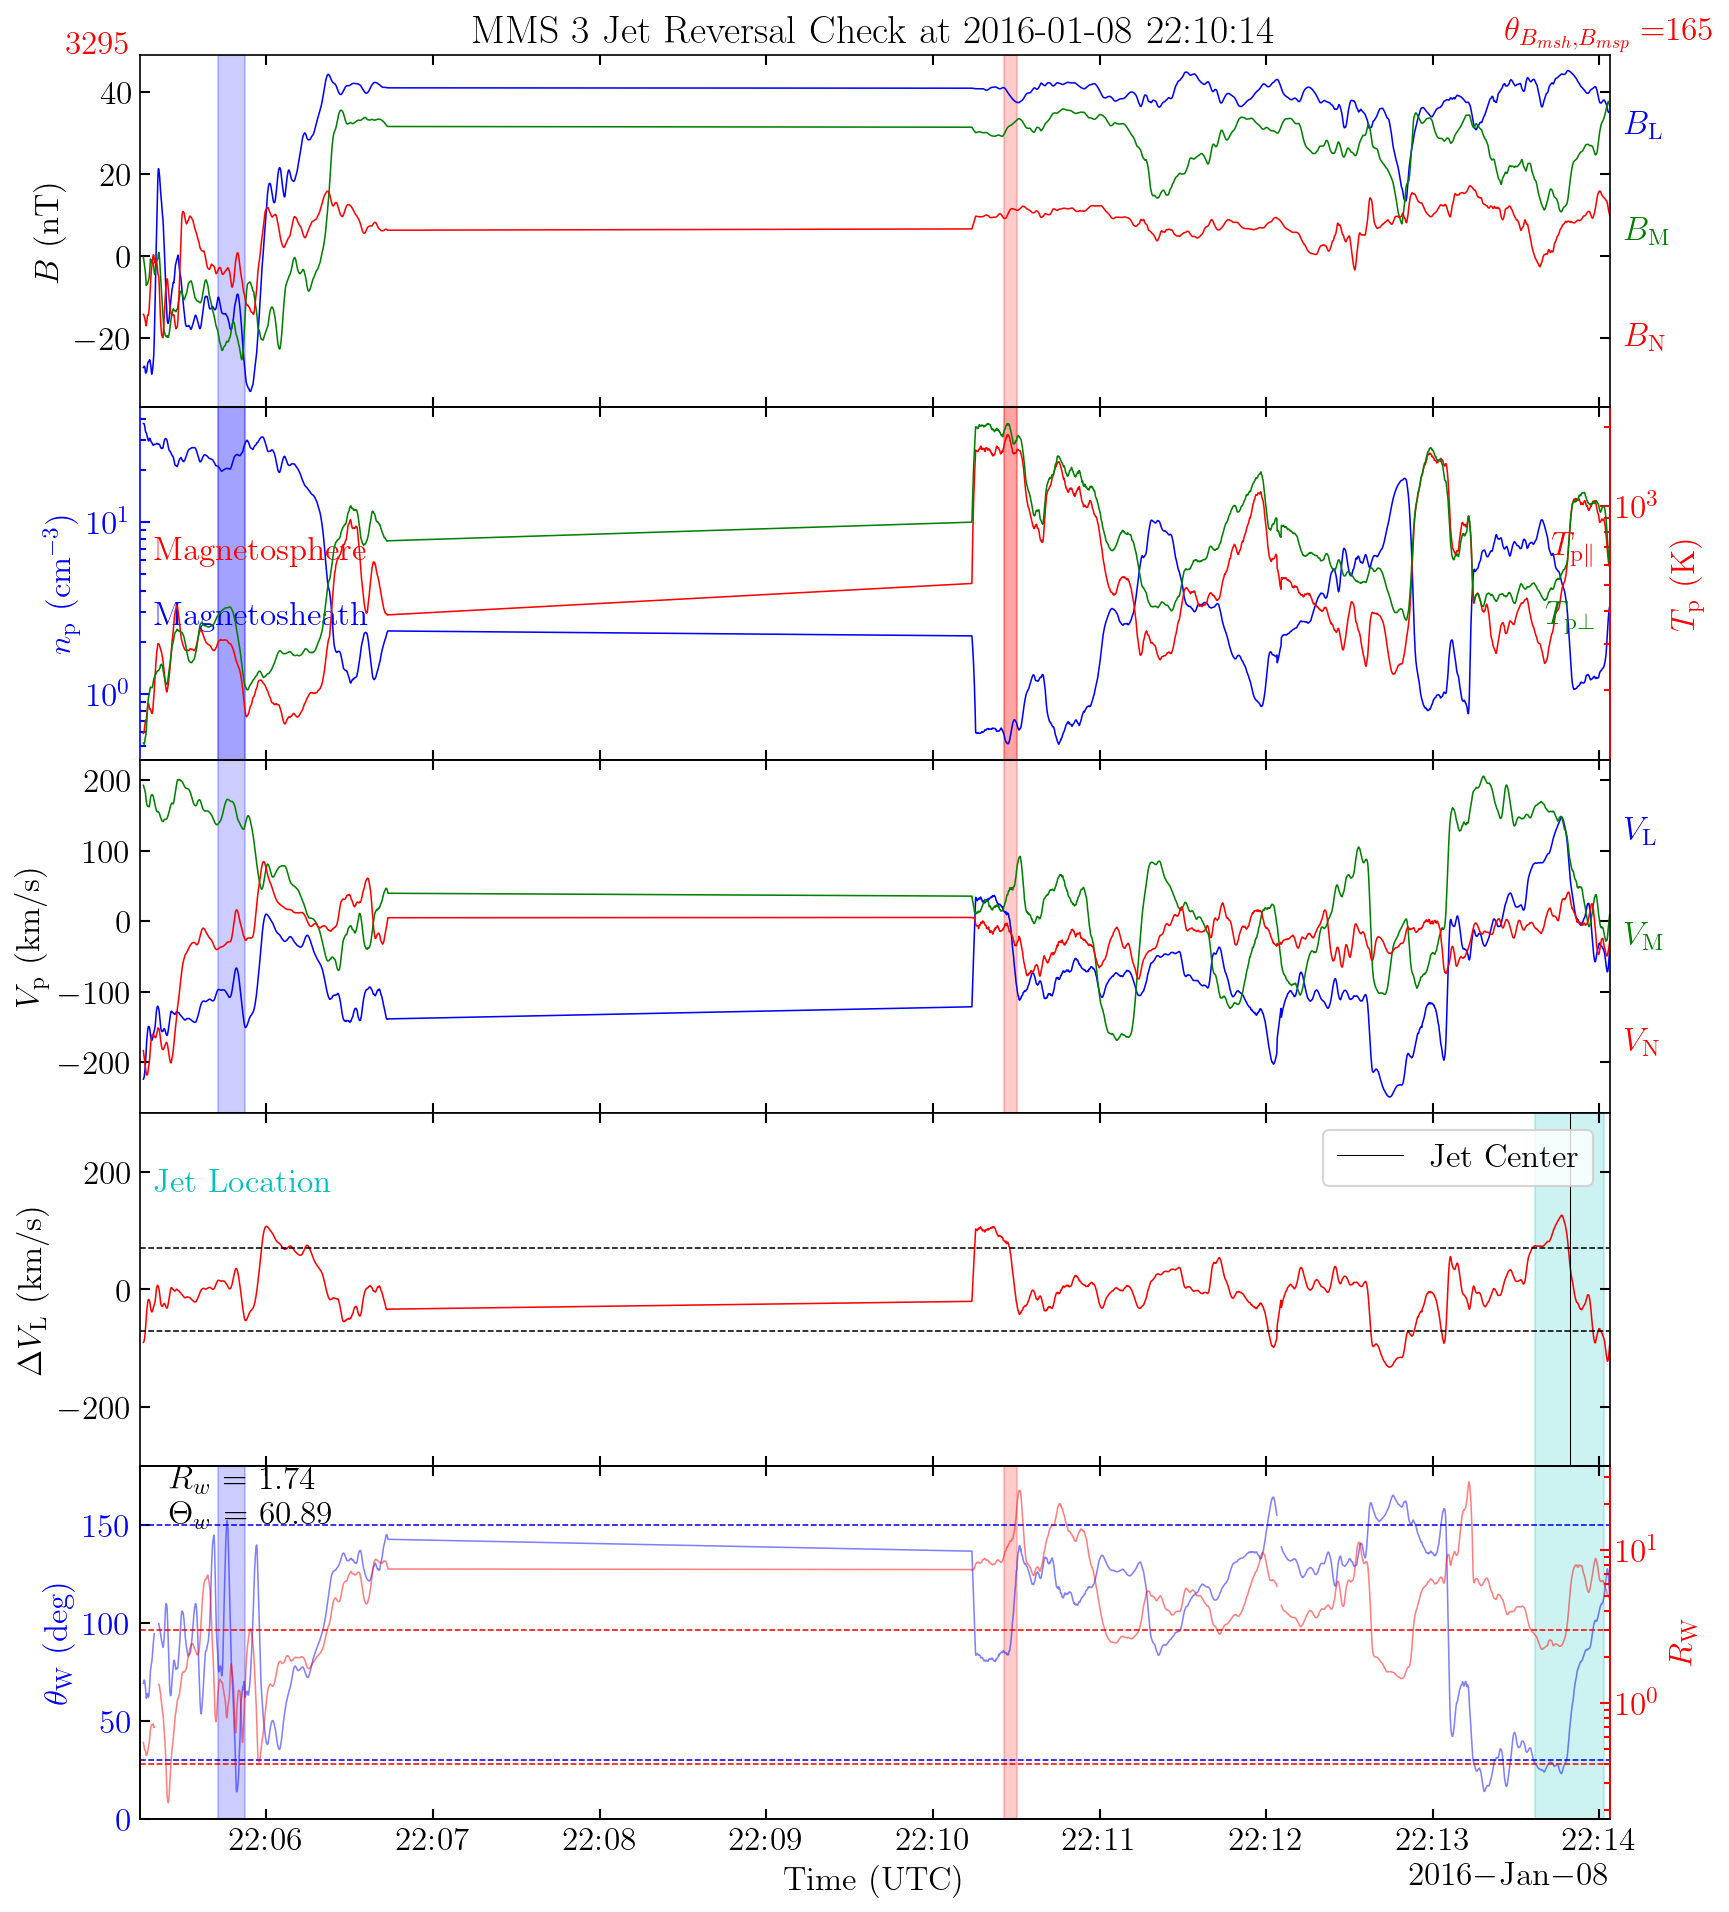 MMS 3 Jet Reversal Check at 2016-01-08 22:10:14
3295
θ_{B_{msh},B_{msp}} =165
40
20
0
−20
B (nT)
B_L
B_M
B_N
10^1
10^0
n_p (cm^{−3})
Magnetosphere
Magnetosheath
10^3
T_{p∥}
T_{p⊥}
T_p (K)
200
100
0
−100
−200
V_p (km/s)
V_L
V_M
V_N
200
0
−200
ΔV_L (km/s)
Jet Location
Jet Center
R_w = 1.74
Θ_w = 60.89
150
100
50
0
θ_W (deg)
10^1
10^0
R_W
22:06 22:07 22:08 22:09 22:10 22:11 22:12 22:13 22:14
Time (UTC)
2016−Jan−08